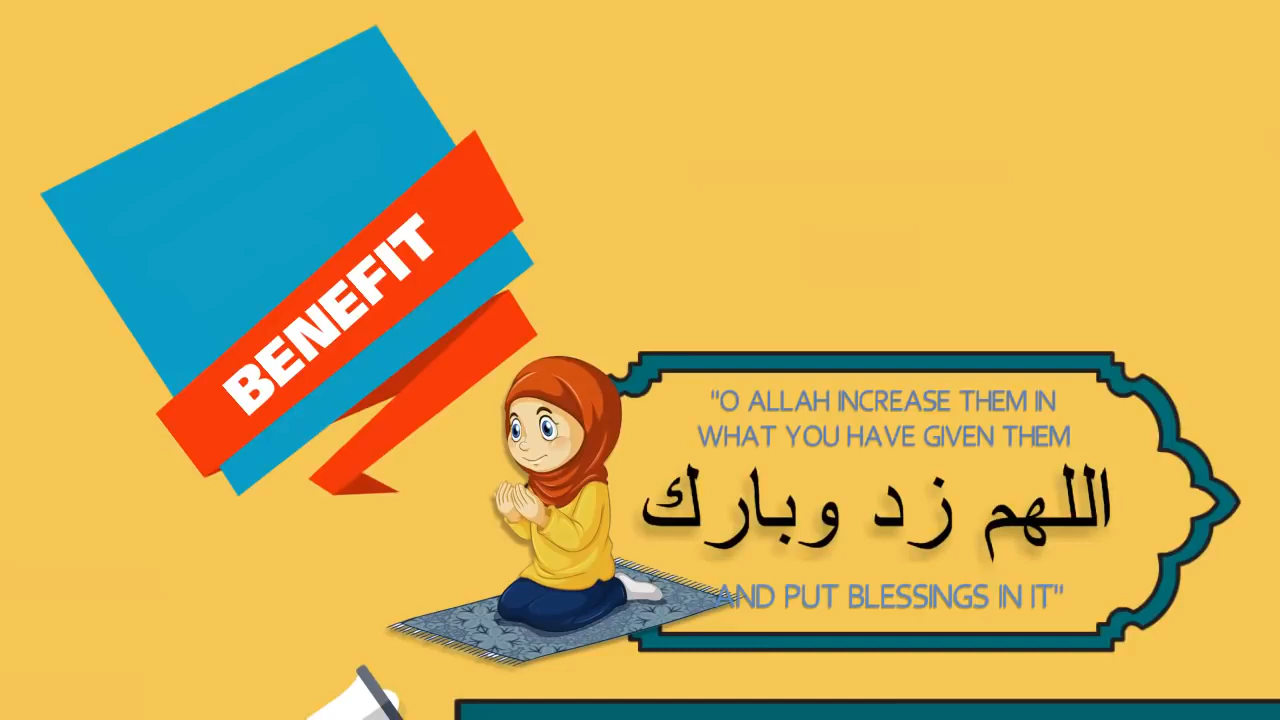 BENEFIT
"O ALLAH INCREASE THEM IN
WHAT YOU HAVE GIVEN THEM
اللهم زد وبارك
AND PUT BLESSINGS IN IT"